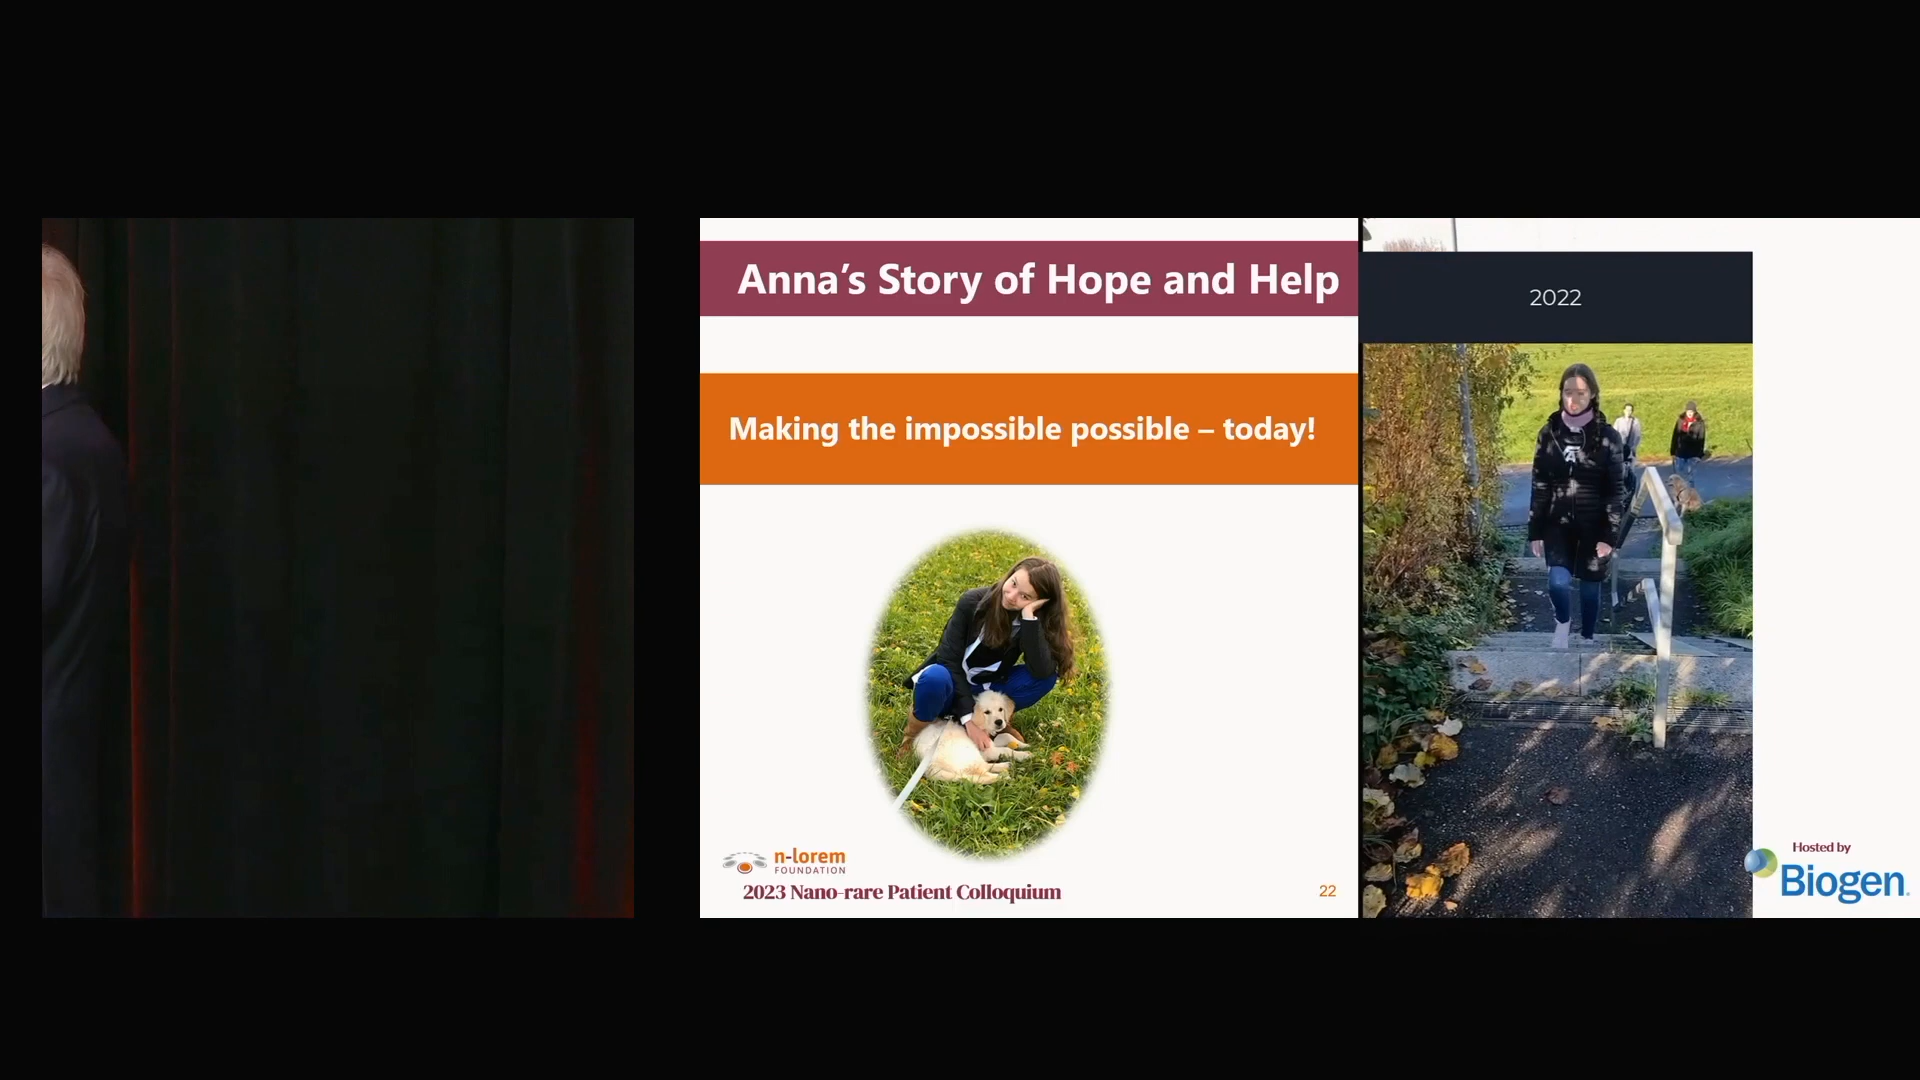 Anna’s Story of Hope and Help
Making the impossible possible – today!
2022
n-lorem
FOUNDATION
2023 Nano-rare Patient Colloquium
22
Hosted by
Biogen.